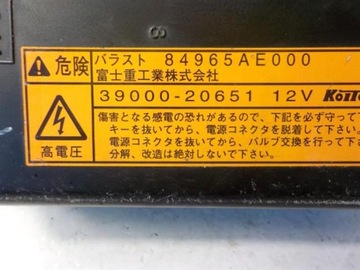 8
危険
バラスト 84965AE000
富士重工業株式会社
39000-20651 12V Koito
高電圧
傷害となる感電の恐れがあるので、下記を必ず守って下
キーを抜いてから、電源コネクタを脱着して下さい。
電源コネクタを抜いてから、バルブ交換を行って下
分解、改造は絶対しないで下さい。